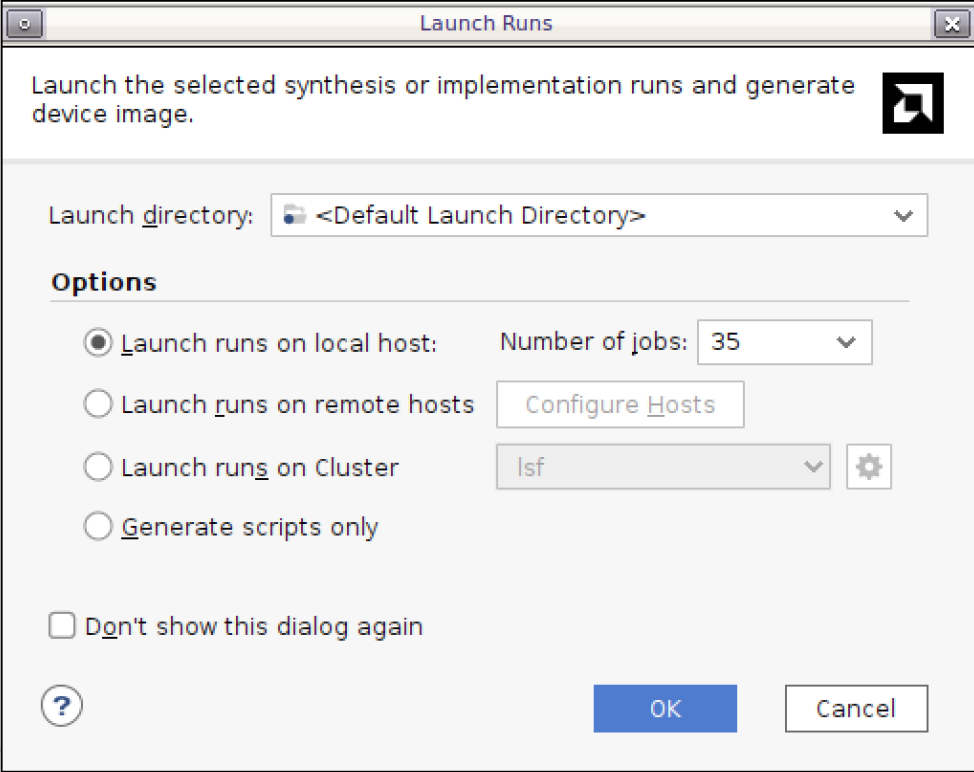 Launch Runs
Launch the selected synthesis or implementation runs and generate
device image.
Launch directory: <Default Launch Directory>
Options
Launch runs on local host: Number of jobs: 35
Launch runs on remote hosts Configure Hosts
Launch runs on Cluster lsf
Generate scripts only
Don't show this dialog again
? OK Cancel